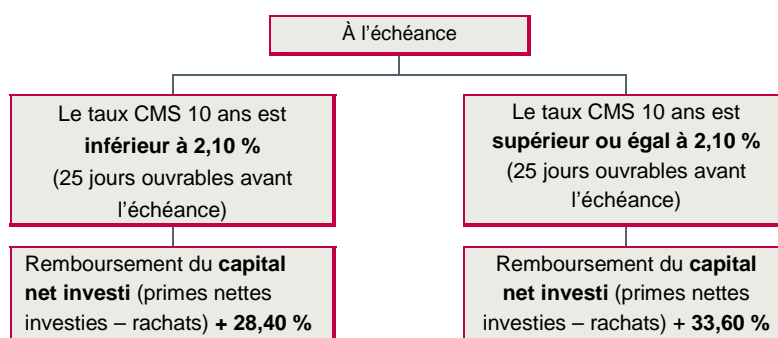 À l'échéance
Le taux CMS 10 ans est
inférieur à 2,10 %
(25 jours ouvrables avant
l'échéance)
Le taux CMS 10 ans est
supérieur ou égal à 2,10 %
(25 jours ouvrables avant
l'échéance)
Remboursement du capital
net investi (primes nettes
investies – rachats) + 28,40 %
Remboursement du capital
net investi (primes nettes
investies – rachats) + 33,60 %